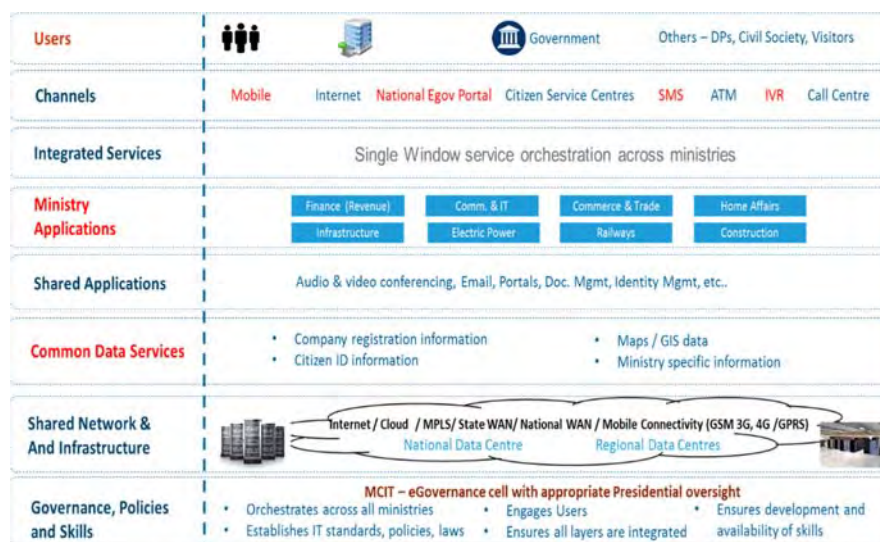 Users
Government
Others – DPs, Civil Society, Visitors
Channels
Mobile Internet National Egov Portal Citizen Service Centres SMS ATM IVR Call Centre
Integrated Services
Single Window service orchestration across ministries
Ministry
Applications
Finance (Revenue) Comm. & IT Commerce & Trade Home Affairs
Infrastructure Electric Power Railways Construction
Shared Applications
Audio & video conferencing, Email, Portals, Doc. Mgmt, Identity Mgmt, etc..
Common Data Services
• Company registration information
• Citizen ID information
• Maps / GIS data
• Ministry specific information
Shared Network &
And Infrastructure
Internet / Cloud / MPLS/ State WAN/ National WAN / Mobile Connectivity (GSM 3G, 4G /GPRS)
National Data Centre Regional Data Centres
Governance, Policies
and Skills
MCIT – eGovernance cell with appropriate Presidential oversight
• Orchestrates across all ministries
• Establishes IT standards, policies, laws
• Engages Users
• Ensures all layers are integrated
• Ensures development and
availability of skills